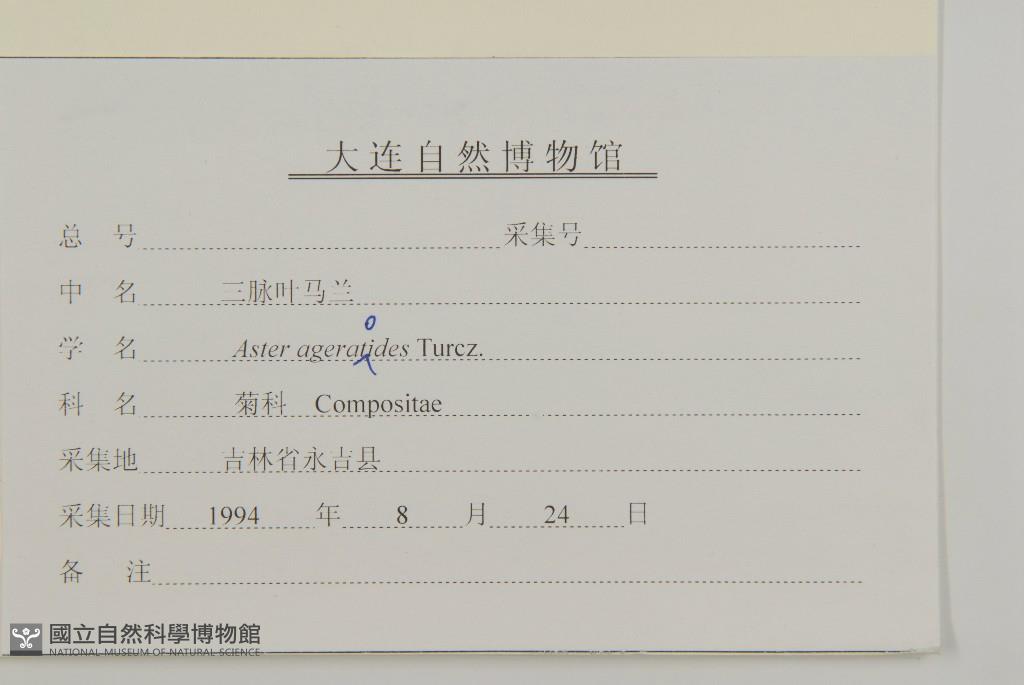 大连自然博物馆
总 号 采集号
中 名 三脉叶马兰
o
学 名 Aster ageratides Turcz.
科 名 菊科 Compositae
采集地 吉林省永吉县
采集日期 1994 年 8 月 24 日
备 注
國立自然科學博物館
NATIONAL MUSEUM OF NATURAL SCIENCE